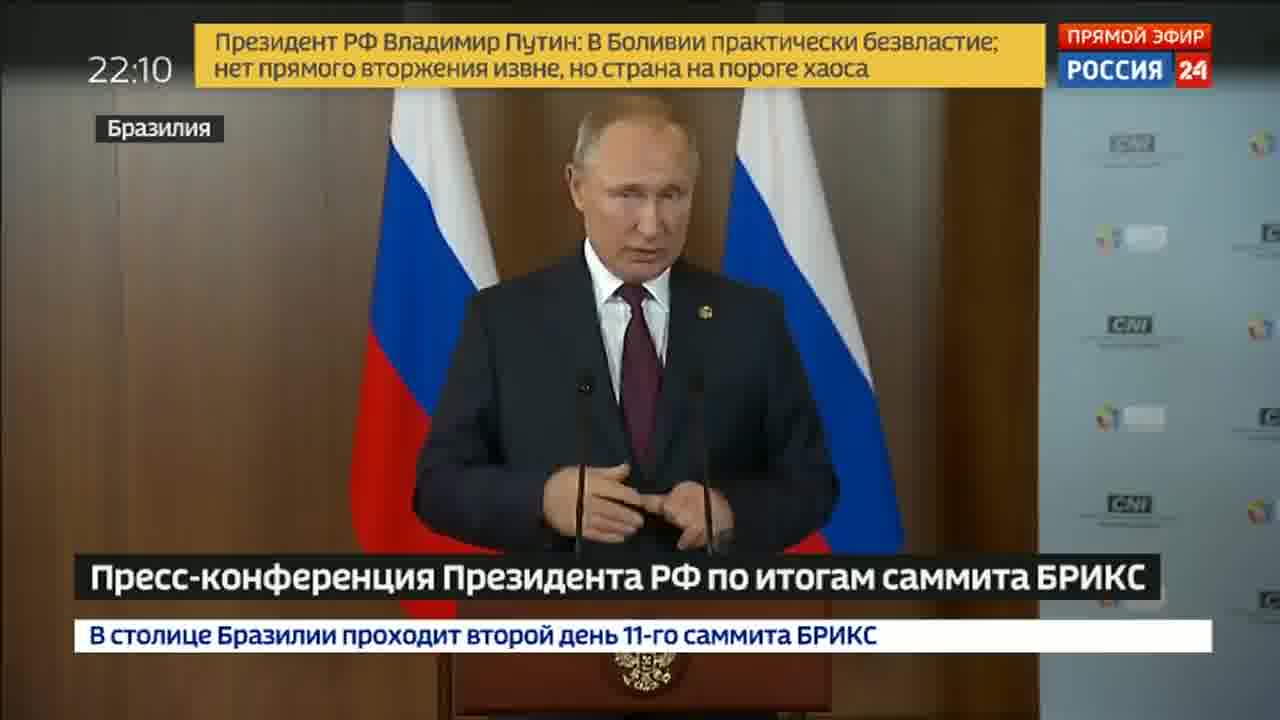 22:10
Президент РФ Владимир Путин: В Боливии практически безвластие;
нет прямого вторжения извне, но страна на пороге хаоса
ПРЯМОЙ ЭФИР
РОССИЯ 24
Бразилия
CNI
CNI
CNI
Пресс-конференция Президента РФ по итогам саммита БРИКС
В столице Бразилии проходит второй день 11-го саммита БРИКС